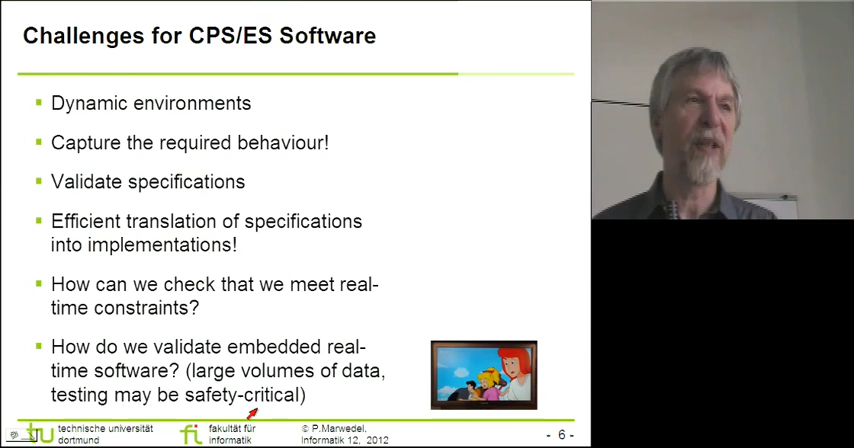 Challenges for CPS/ES Software
Dynamic environments
Capture the required behaviour!
Validate specifications
Efficient translation of specifications
into implementations!
How can we check that we meet real-
time constraints?
How do we validate embedded real-
time software? (large volumes of data,
testing may be safety-critical)
technische universität
dortmund
fakultät für
informatik
© P.Marwedel,
Informatik 12, 2012
- 6 -